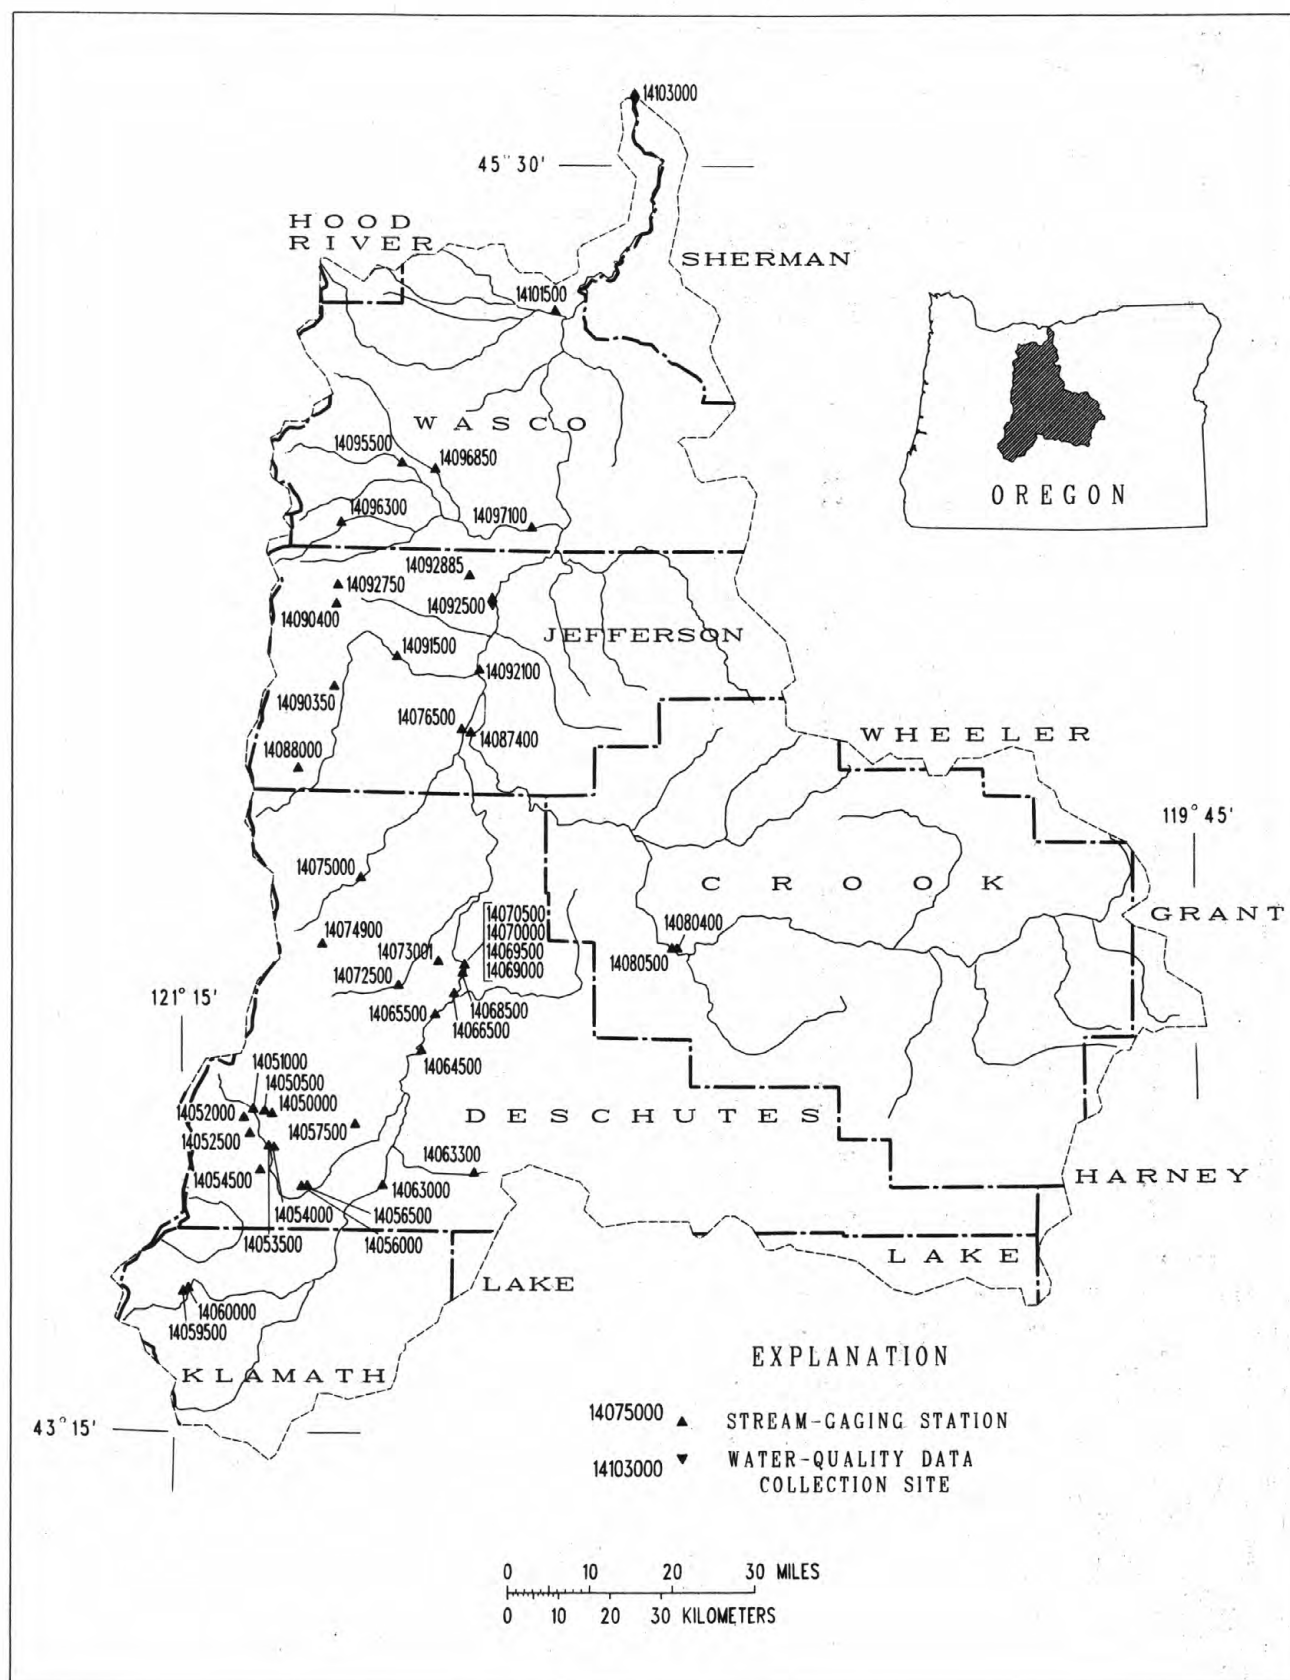 14103000
45" 30'
HOOD
RIVER
SHERMAN
14101500
WASCO
14095500
14096850
14096300
14097100
OREGON
14092885
14092750
14092500
14090400
JEFFERSON
14091500
14092100
14090350
14076500
14087400
WHEELER
14088000
119° 45'
14075000
CROOK
GRANT
14070500
14070000
14069500
14069000
14074900
14073001
14080400
14080500
14072500
121° 15'
14068500
14065500
14066500
14064500
14051000
14050500
14050000
14052000
14057500
DESCHUTES
14052500
14063300
14054500
14063000
HARNEY
14054000
14056500
14053500
14056000
LAKE
LAKE
14060000
14059500
KLAMATH
43° 15'
EXPLANATION
14075000 STREAM-GAGING STATION
14103000 WATER-QUALITY DATA
COLLECTION SITE
0 10 20 30 MILES
0 10 20 30 KILOMETERS